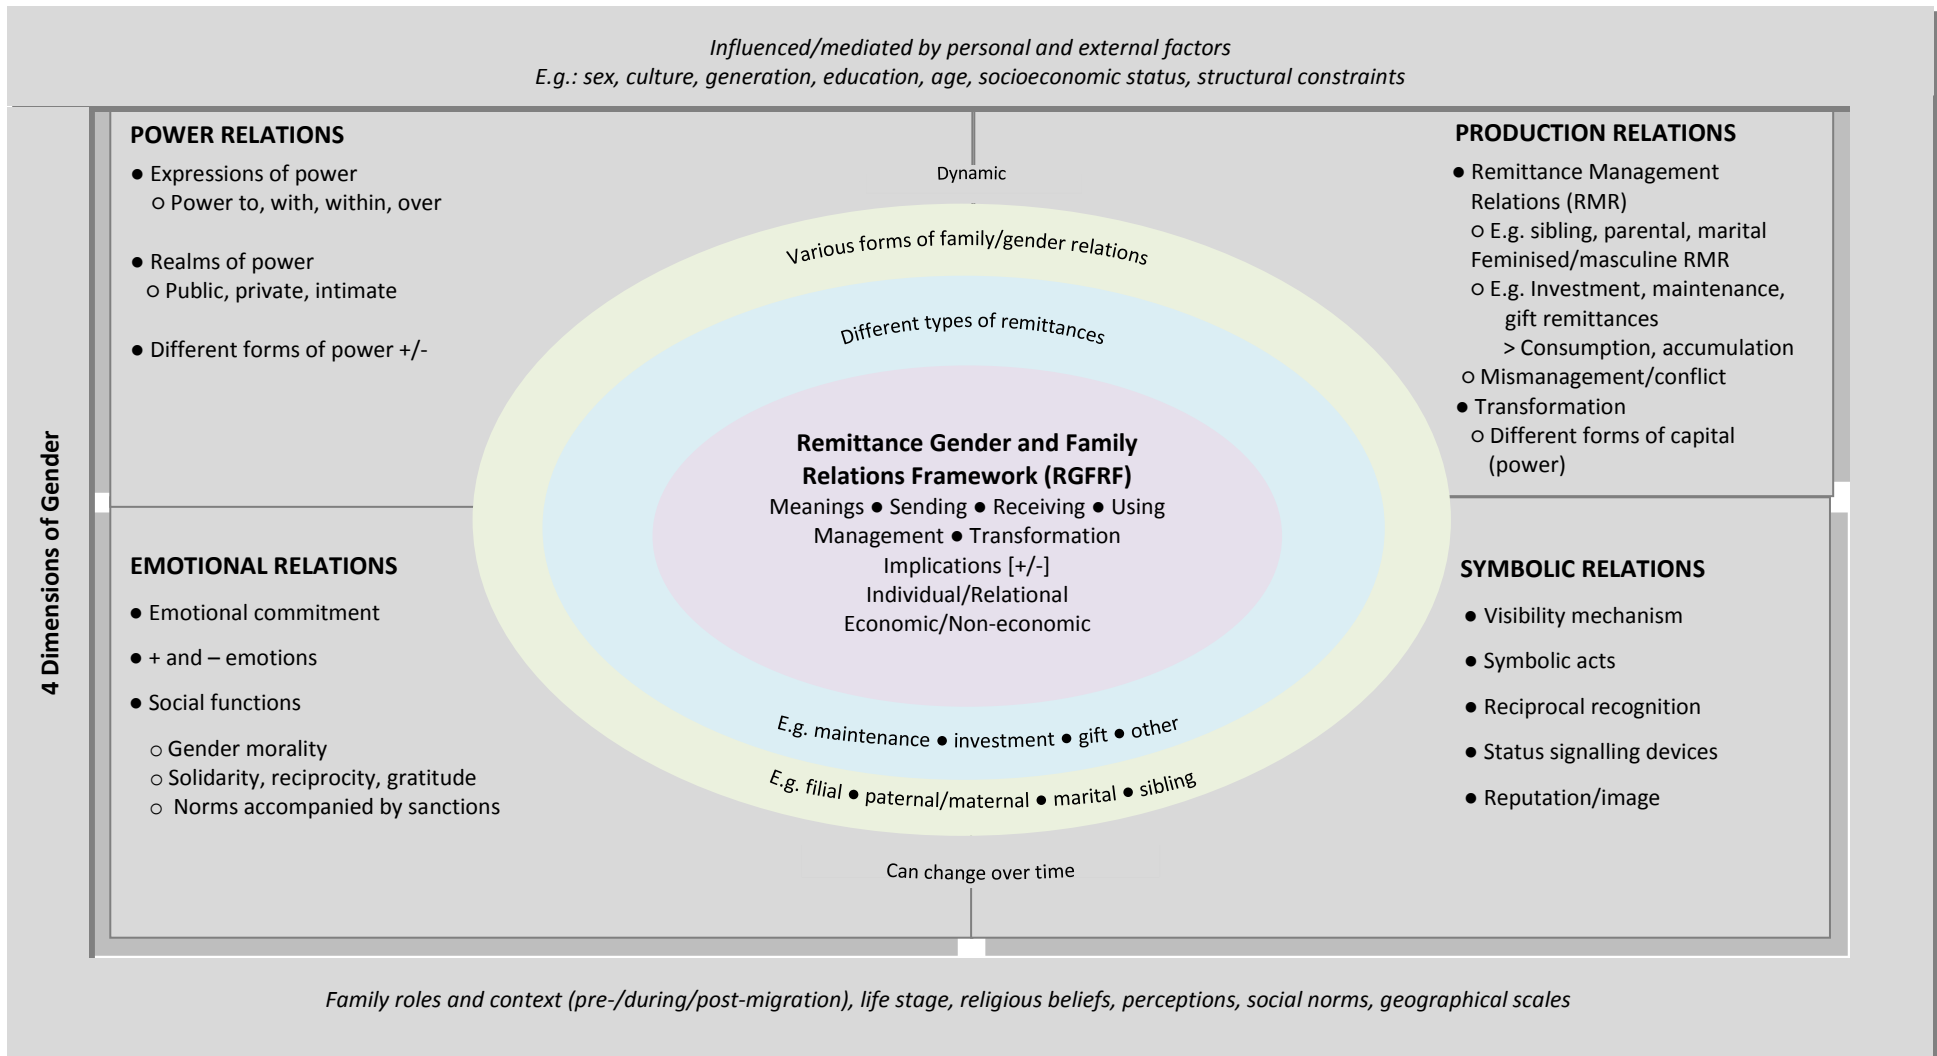 Influenced/mediated by personal and external factors
E.g.: sex, culture, generation, education, age, socioeconomic status, structural constraints
4 Dimensions of Gender
POWER RELATIONS
● Expressions of power
○ Power to, with, within, over
● Realms of power
○ Public, private, intimate
● Different forms of power +/-
PRODUCTION RELATIONS
● Remittance Management
Relations (RMR)
○ E.g. sibling, parental, marital
Feminised/masculine RMR
○ E.g. Investment, maintenance,
gift remittances
> Consumption, accumulation
○ Mismanagement/conflict
● Transformation
○ Different forms of capital
(power)
Dynamic
Various forms of family/gender relations
Different types of remittances
Remittance Gender and Family
Relations Framework (RGFRF)
Meanings ● Sending ● Receiving ● Using
Management ● Transformation
Implications [+/-]
Individual/Relational
Economic/Non-economic
E.g. maintenance ● investment ● gift ● other
E.g. filial ● paternal/maternal ● marital ● sibling
Can change over time
EMOTIONAL RELATIONS
● Emotional commitment
● + and – emotions
● Social functions
○ Gender morality
○ Solidarity, reciprocity, gratitude
○ Norms accompanied by sanctions
SYMBOLIC RELATIONS
● Visibility mechanism
● Symbolic acts
● Reciprocal recognition
● Status signalling devices
● Reputation/image
Family roles and context (pre-/during/post-migration), life stage, religious beliefs, perceptions, social norms, geographical scales